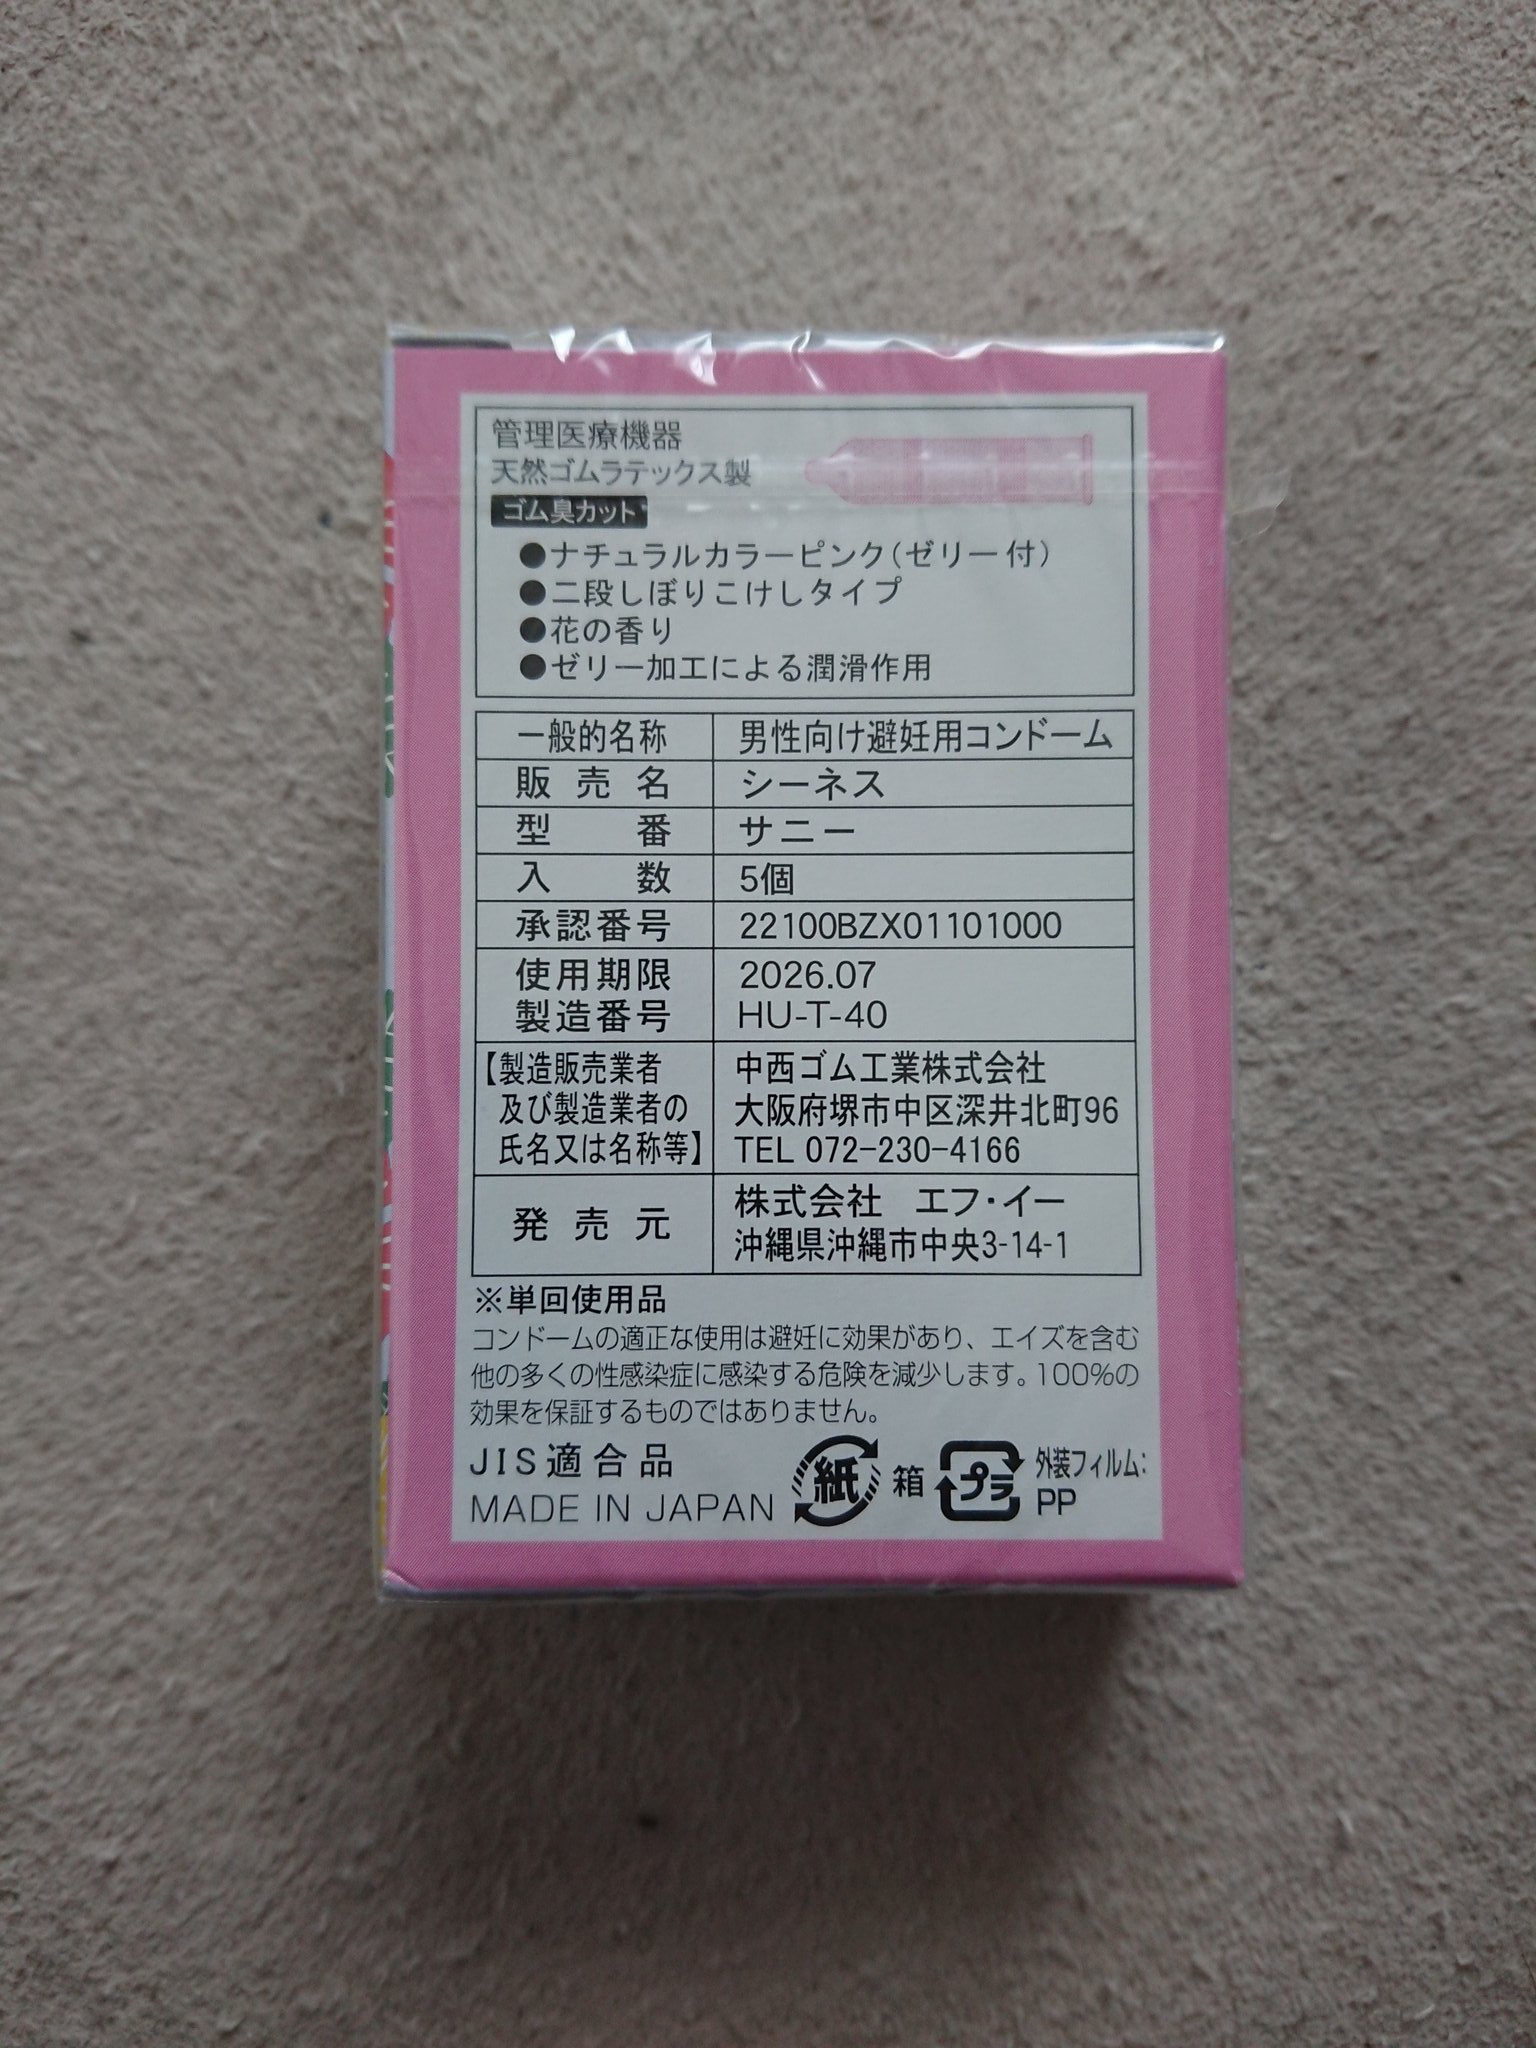 管理医療機器
天然ゴムラテックス製
ゴム臭カット
●ナチュラルカラーピンク(ゼリー付)
●二段しぼりこけしタイプ
●花の香り
●ゼリー加工による潤滑作用
一般的名称 男性向け避妊用コンドーム
販売名 シーネス
型番 サニー
入数 5個
承認番号 22100BZX01101000
使用期限 2026.07
製造番号 HU-T-40
【製造販売業者 中西ゴム工業株式会社
及び製造業者の 大阪府堺市中区深井北町96
氏名又は名称等】 TEL 072-230-4166
発売元 株式会社 エフ・イー
沖縄県沖縄市中央3-14-1
※単回使用品
コンドームの適正な使用は避妊に効果があり、エイズを含む
他の多くの性感染症に感染する危険を減少します。100%の
効果を保証するものではありません。
JIS適合品
MADE IN JAPAN
紙 箱 プラ 外装フィルム:
PP